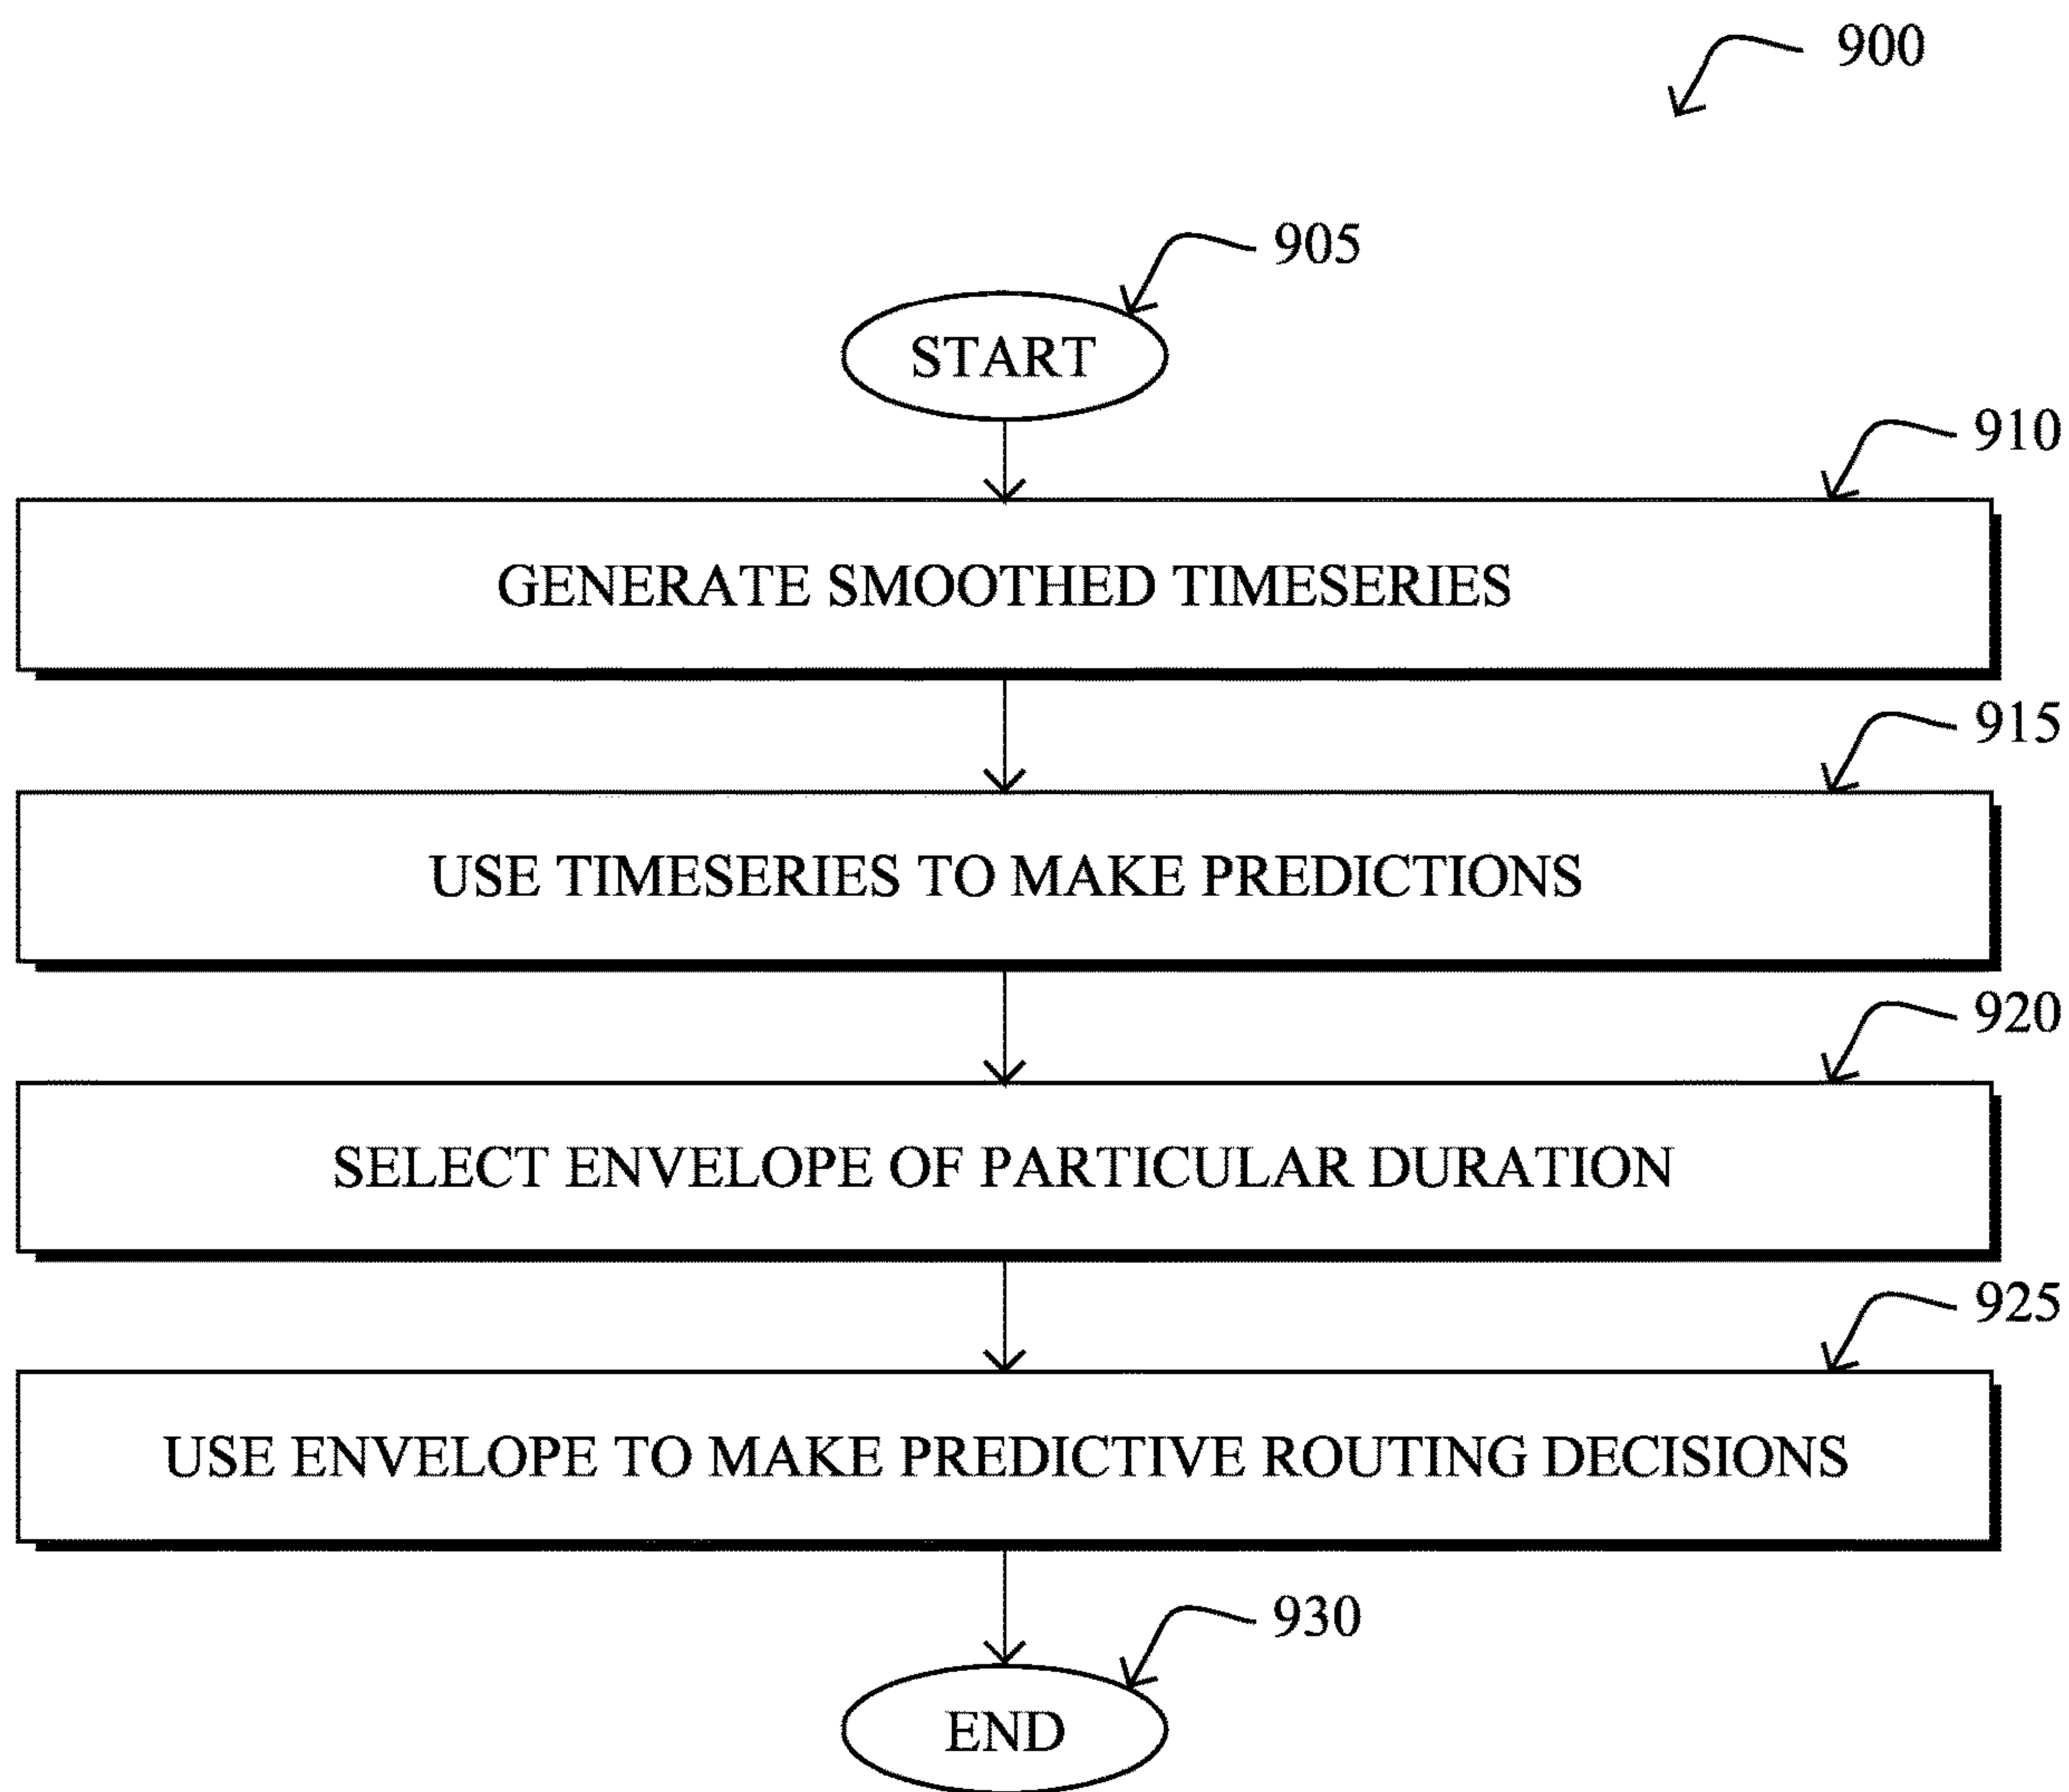 900
905
START
910
GENERATE SMOOTHED TIMESERIES
915
USE TIMESERIES TO MAKE PREDICTIONS
920
SELECT ENVELOPE OF PARTICULAR DURATION
925
USE ENVELOPE TO MAKE PREDICTIVE ROUTING DECISIONS
930
END